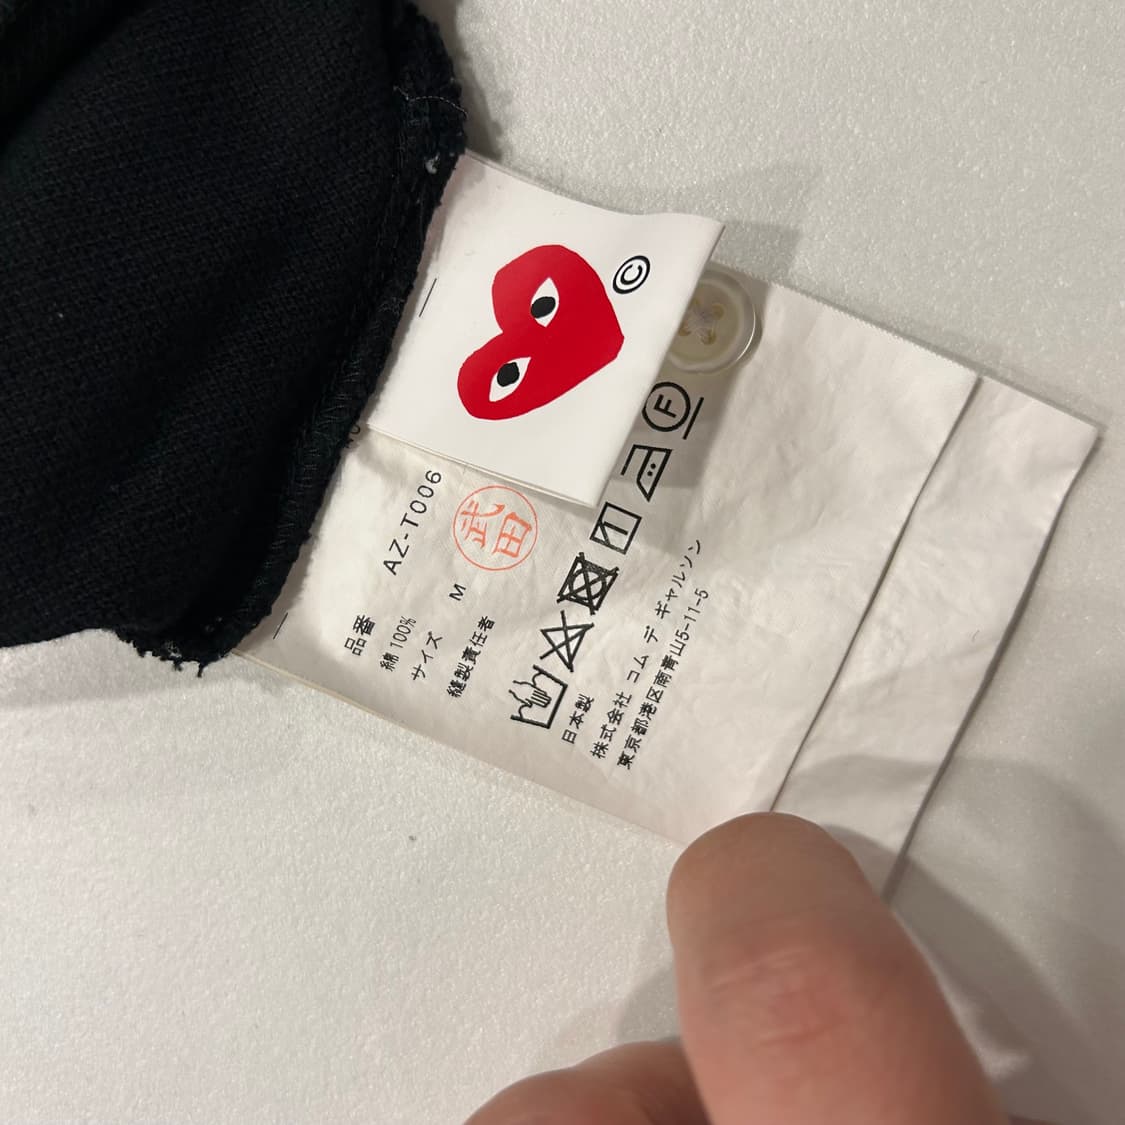 ©
品番 AZ-T006
綿 100%
サイズ M
縫製責任者 武田
F
日本製
株式会社 コム デ ギャルソン
東京都港区南青山5-11-5